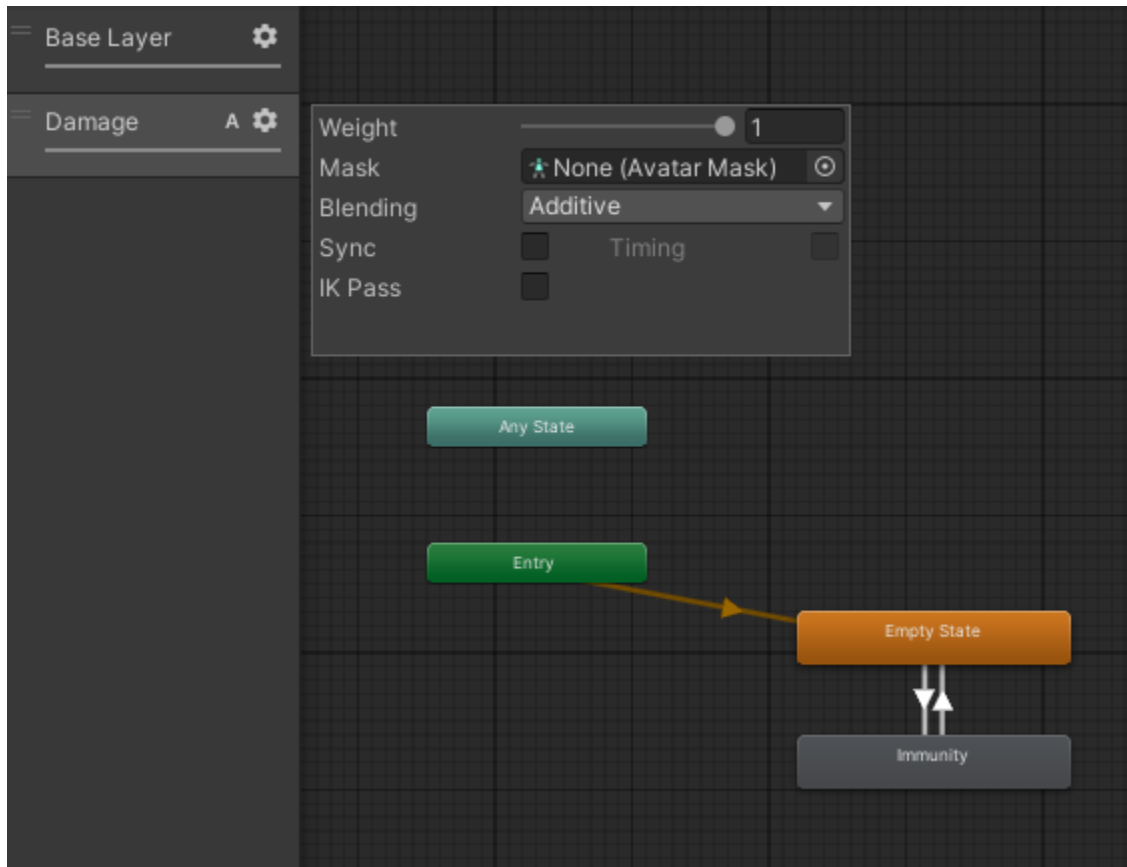 Base Layer
Damage A
Weight 1
Mask None (Avatar Mask)
Blending Additive
Sync Timing
IK Pass
Any State
Entry
Empty State
Immunity